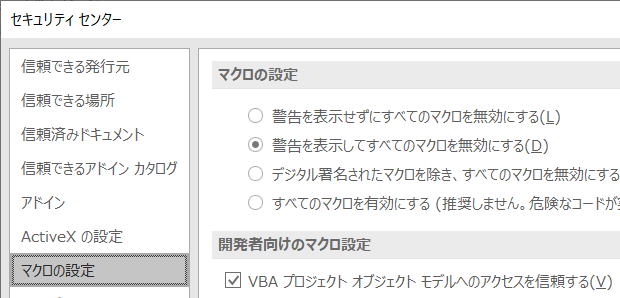 セキュリティ センター
信頼できる発行元
信頼できる場所
信頼済みドキュメント
信頼できるアドイン カタログ
アドイン
ActiveX の設定
マクロの設定
マクロの設定
警告を表示せずにすべてのマクロを無効にする(L)
警告を表示してすべてのマクロを無効にする(D)
デジタル署名されたマクロを除き、すべてのマクロを無効にする
すべてのマクロを有効にする (推奨しません。危険なコードが
開発者向けのマクロ設定
VBA プロジェクト オブジェクト モデルへのアクセスを信頼する(V)